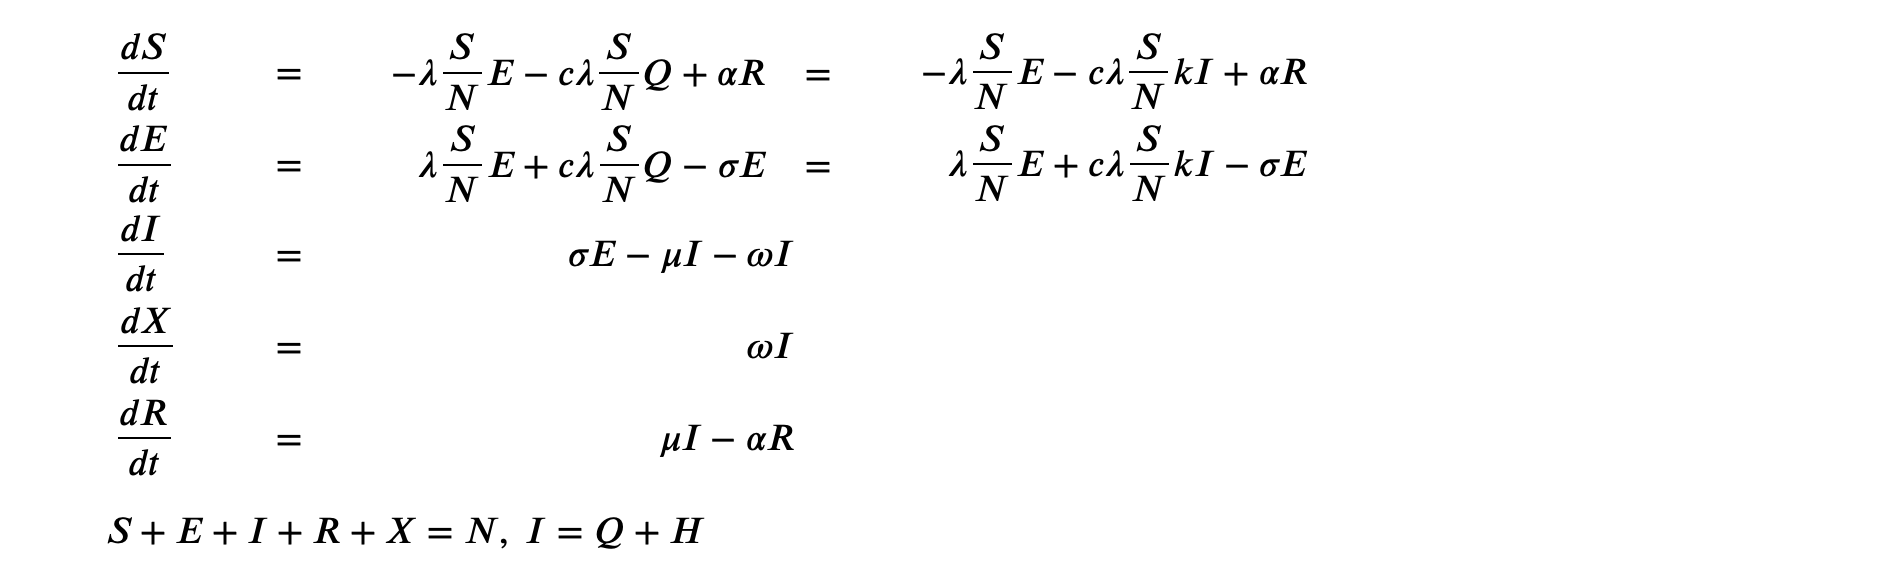 dS/dt = −λ S/N E − cλ S/N Q + αR = −λ S/N E − cλ S/N kI + αR
dE/dt = λ S/N E + cλ S/N Q − σE = λ S/N E + cλ S/N kI − σE
dI/dt = σE − μI − ωI
dX/dt = ωI
dR/dt = μI − αR
S + E + I + R + X = N, I = Q + H